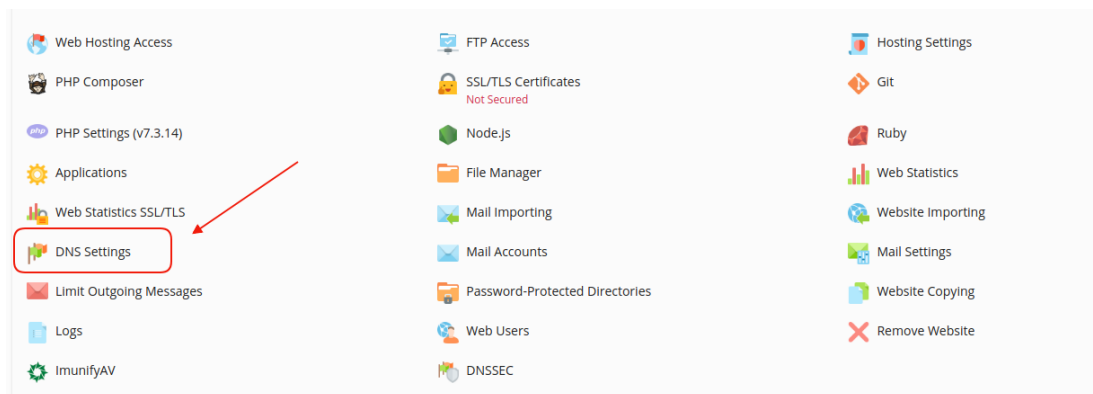 Web Hosting Access
FTP Access
Hosting Settings
PHP Composer
SSL/TLS Certificates
Not Secured
Git
php
PHP Settings (v7.3.14)
Node.js
Ruby
Applications
File Manager
Web Statistics
Web Statistics SSL/TLS
Mail Importing
Website Importing
DNS Settings
Mail Accounts
Mail Settings
Limit Outgoing Messages
Password-Protected Directories
Website Copying
Logs
Web Users
Remove Website
ImunifyAV
DNSSEC